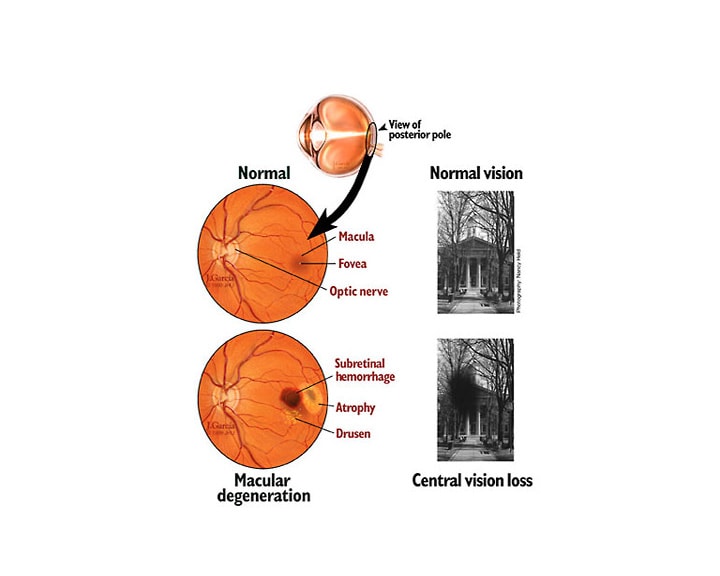 View of
posterior pole
Normal
Normal vision
Macula
Fovea
Optic nerve
J.Garcia
Photography: Nancy Held
Subretinal
hemorrhage
Atrophy
Drusen
J.Garcia
Macular
degeneration
Central vision loss